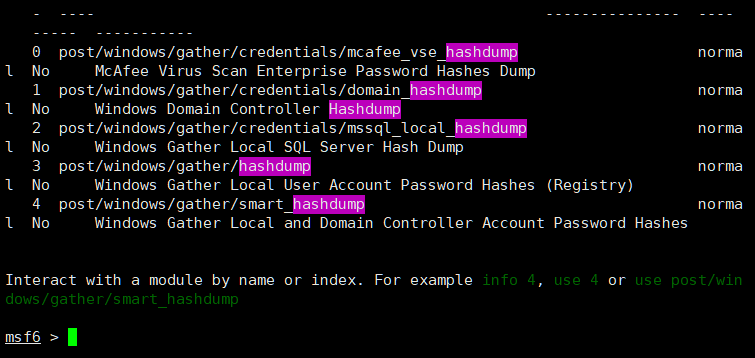 -  ----                                                  ---------------  ----
-----  -----------
0  post/windows/gather/credentials/mcafee_vse_hashdump                    norma
l  No     McAfee Virus Scan Enterprise Password Hashes Dump
1  post/windows/gather/credentials/domain_hashdump                        norma
l  No     Windows Domain Controller Hashdump
2  post/windows/gather/credentials/mssql_local_hashdump                   norma
l  No     Windows Gather Local SQL Server Hash Dump
3  post/windows/gather/hashdump                                           norma
l  No     Windows Gather Local User Account Password Hashes (Registry)
4  post/windows/gather/smart_hashdump                                     norma
l  No     Windows Gather Local and Domain Controller Account Password Hashes
Interact with a module by name or index. For example info 4, use 4 or use post/win
dows/gather/smart_hashdump
msf6 >